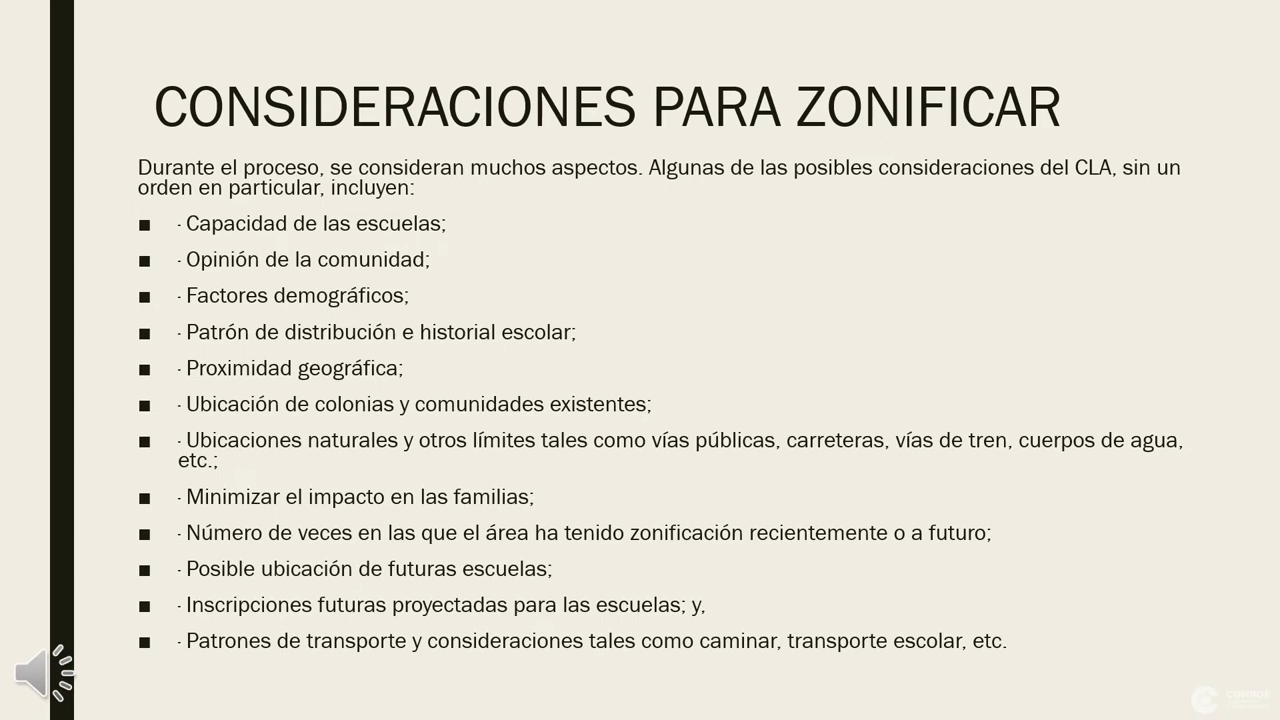 CONSIDERACIONES PARA ZONIFICAR
Durante el proceso, se consideran muchos aspectos. Algunas de las posibles consideraciones del CLA, sin un
orden en particular, incluyen:
■ · Capacidad de las escuelas;
■ · Opinión de la comunidad;
■ · Factores demográficos;
■ · Patrón de distribución e historial escolar;
■ · Proximidad geográfica;
■ · Ubicación de colonias y comunidades existentes;
■ · Ubicaciones naturales y otros límites tales como vías públicas, carreteras, vías de tren, cuerpos de agua,
etc.;
■ · Minimizar el impacto en las familias;
■ · Número de veces en las que el área ha tenido zonificación recientemente o a futuro;
■ · Posible ubicación de futuras escuelas;
■ · Inscripciones futuras proyectadas para las escuelas; y,
■ · Patrones de transporte y consideraciones tales como caminar, transporte escolar, etc.
CONROE